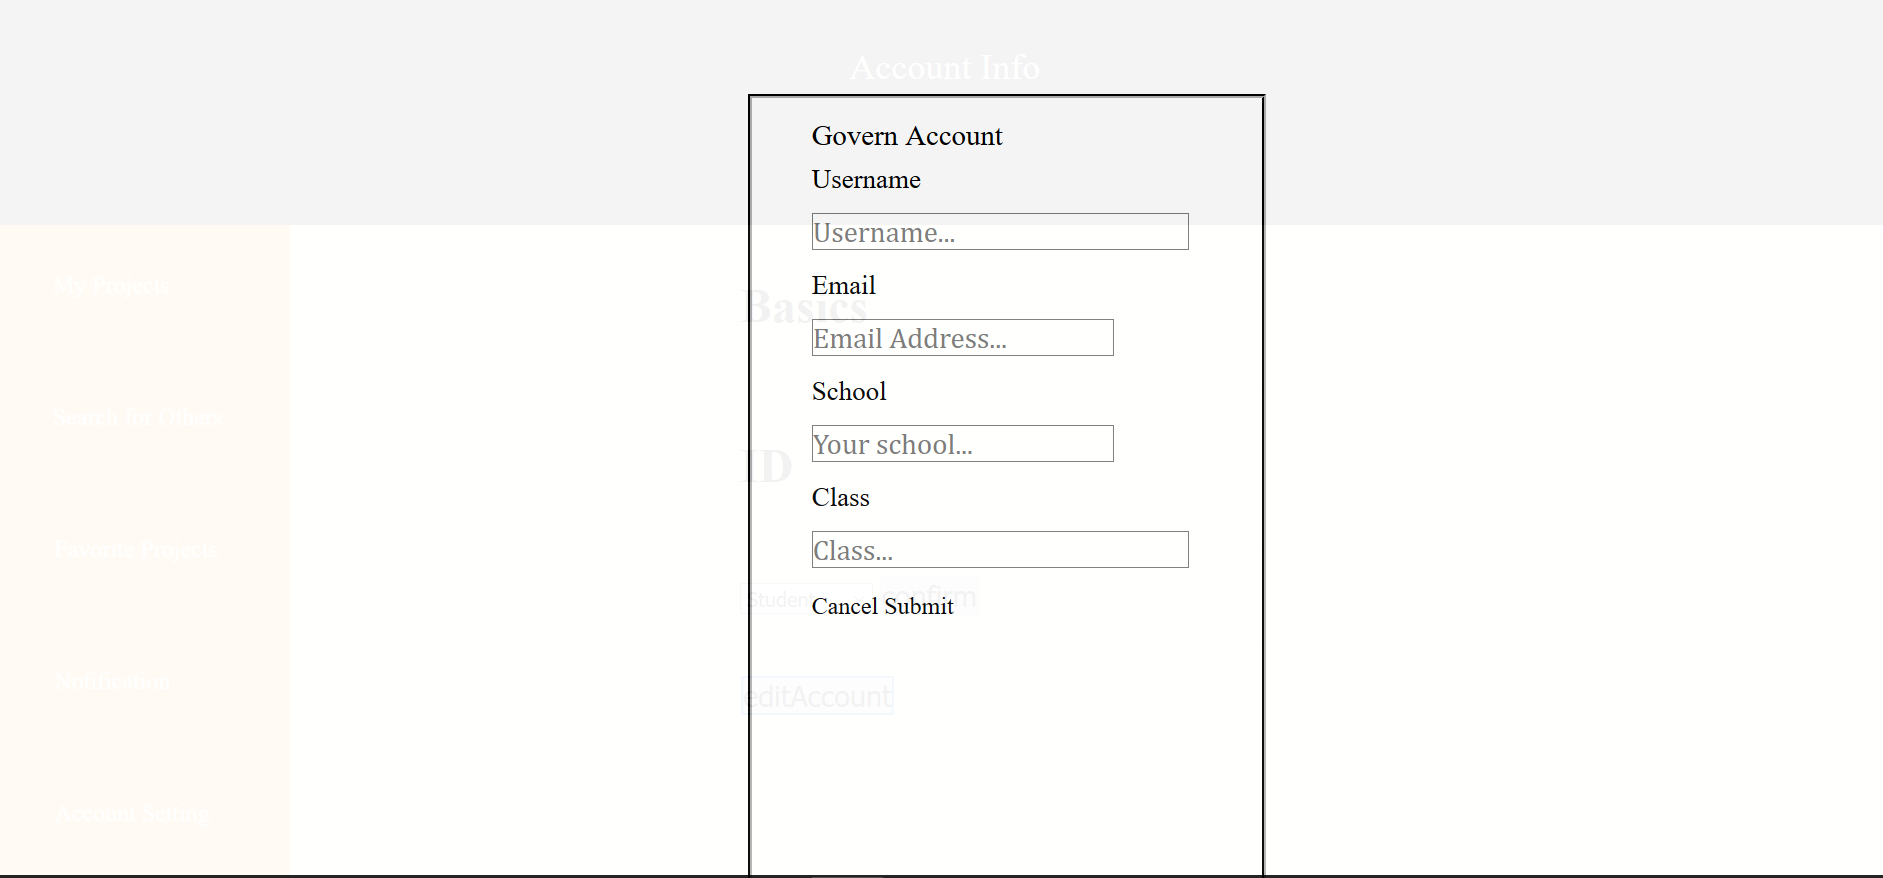 Account Info
Govern Account
Username
Username...
My Projects
Email
Basics
Email Address...
School
Search for Others
Your school...
ID
Class
Favorite Projects
Class...
Student
confirm
Cancel Submit
Notification
editAccount
Account Setting